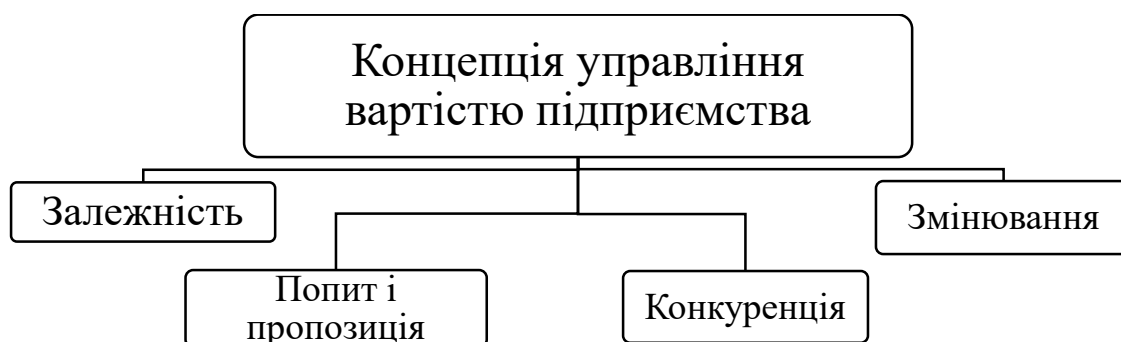 Концепція управління
вартістю підприємства
Залежність
Змінювання
Попит і
пропозиція
Конкуренція